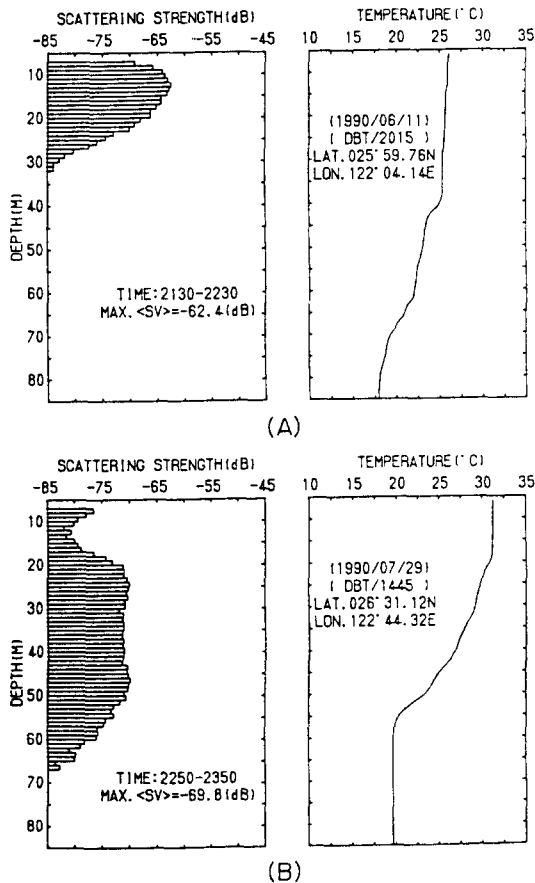 SCATTERING STRENGTH(dB)
-85 -75 -65 -55 -45
10
20
30
40
50
60
70
80
DEPTH(M)
TIME:2130-2230
MAX.<SV>=-62.4(dB)
TEMPERATURE(°C)
10 15 20 25 30 35
(1990/06/11)
( DBT/2015 )
LAT.025°59.76N
LON.122°04.14E
(A)
SCATTERING STRENGTH(dB)
-85 -75 -65 -55 -45
10
20
30
40
50
60
70
80
DEPTH(M)
TIME:2250-2350
MAX.<SV>=-69.8(dB)
TEMPERATURE(°C)
10 15 20 25 30 35
(1990/07/29)
( DBT/1445 )
LAT.026°31.12N
LON.122°44.32E
(B)